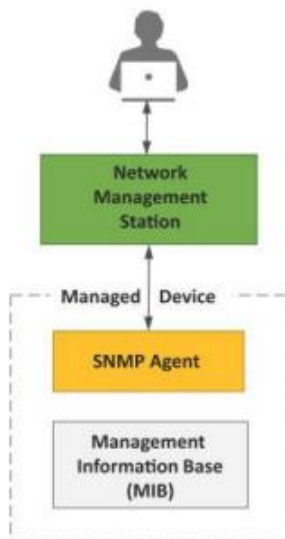 Network
Management
Station
Managed Device
SNMP Agent
Management
Information Base
(MIB)